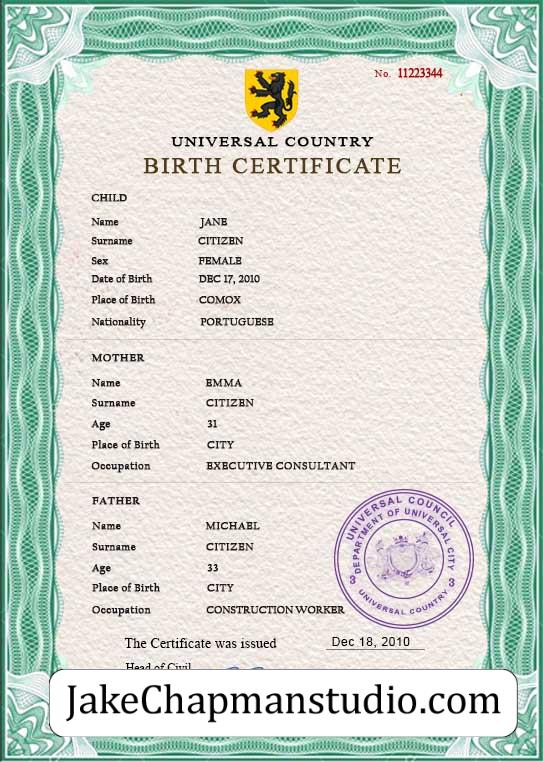 No. 11223344
UNIVERSAL COUNTRY
BIRTH CERTIFICATE
CHILD
Name JANE
Surname CITIZEN
Sex FEMALE
Date of Birth DEC 17, 2010
Place of Birth COMOX
Nationality PORTUGUESE
MOTHER
Name EMMA
Surname CITIZEN
Age 31
Place of Birth CITY
Occupation EXECUTIVE CONSULTANT
FATHER
Name MICHAEL
Surname CITIZEN
Age 33
Place of Birth CITY
Occupation CONSTRUCTION WORKER
UNIVERSAL COUNCIL
DEPARTMENT OF UNIVERSAL CITY
3 3
UNIVERSAL COUNTRY
The Certificate was issued Dec 18, 2010
Head of Civil
JakeChapmanstudio.com